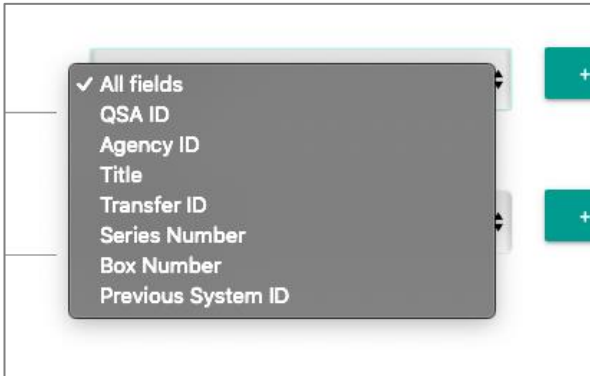 ✓ All fields
QSA ID
Agency ID
Title
Transfer ID
Series Number
Box Number
Previous System ID
+
+